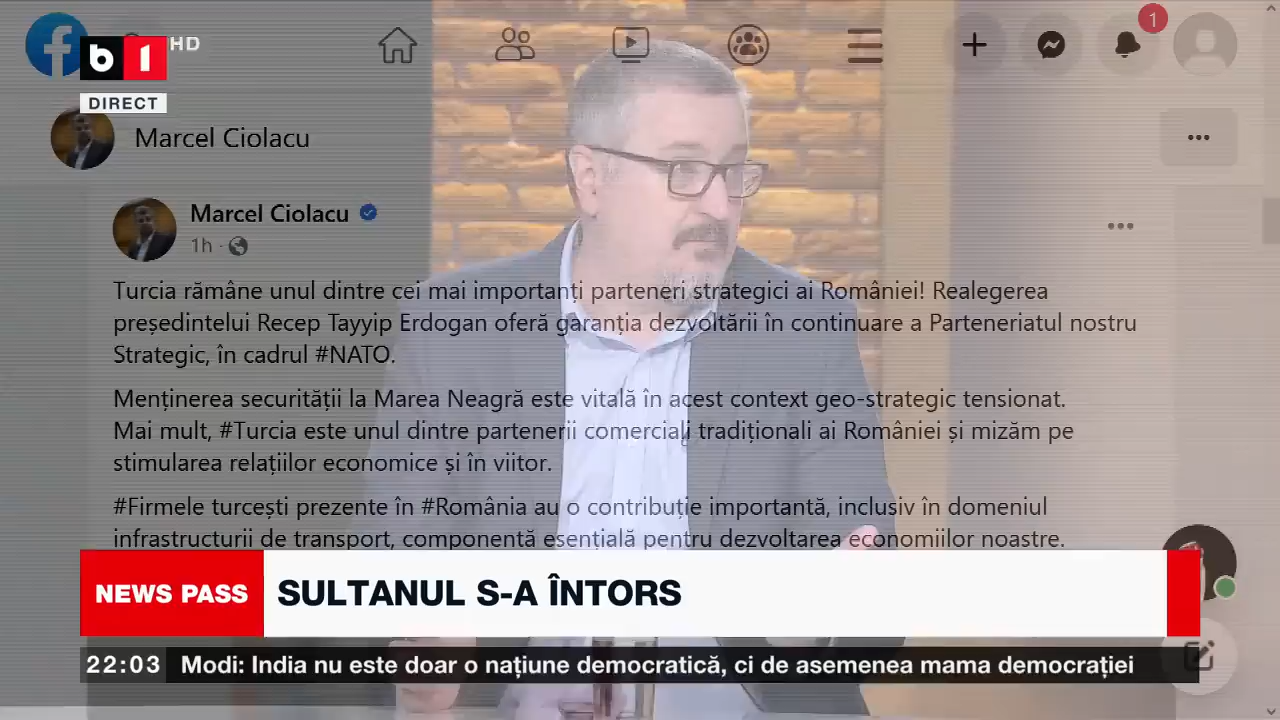 b1 HD
1
DIRECT
Marcel Ciolacu
Marcel Ciolacu
1h ·
Turcia rămâne unul dintre cei mai importanți parteneri strategici ai României! Realegerea
președintelui Recep Tayyip Erdogan oferă garanția dezvoltării în continuare a Parteneriatul nostru
Strategic, în cadrul #NATO.
Menținerea securității la Marea Neagră este vitală în acest context geo-strategic tensionat.
Mai mult, #Turcia este unul dintre partenerii comerciali tradiționali ai României și mizăm pe
stimularea relațiilor economice și în viitor.
#Firmele turcești prezente în #România au o contribuție importantă, inclusiv în domeniul
infrastructurii de transport, componentă esențială pentru dezvoltarea economiilor noastre.
NEWS PASS SULTANUL S-A ÎNTORS
22:03 Modi: India nu este doar o națiune democratică, ci de asemenea mama democrației